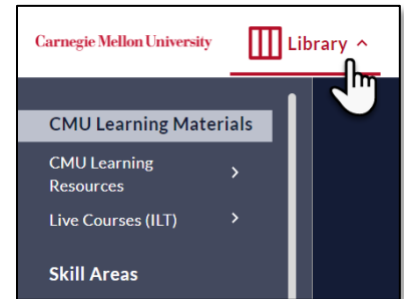 Carnegie Mellon University
Library
CMU Learning Materials
CMU Learning
Resources
Live Courses (ILT)
Skill Areas